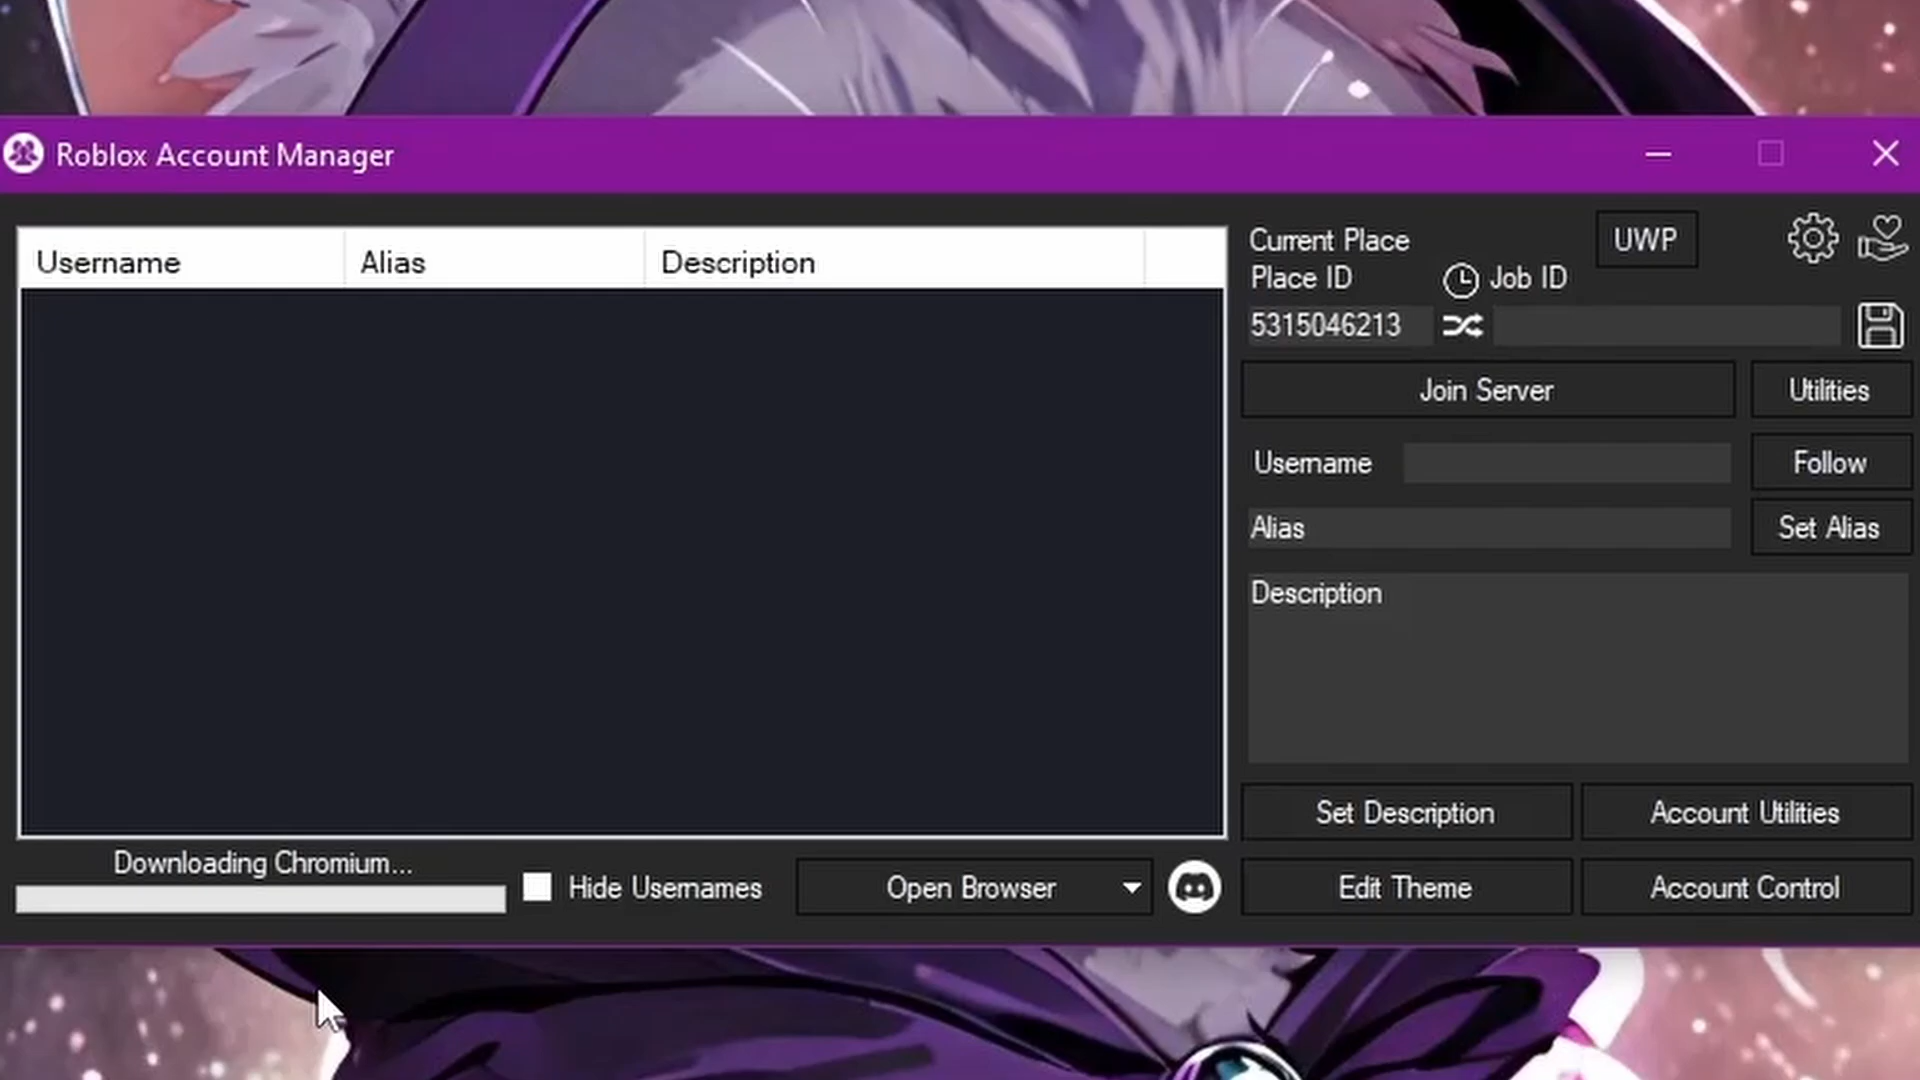 Roblox Account Manager
Username Alias Description
Current Place UWP
Place ID Job ID
5315046213
Join Server Utilities
Username Follow
Alias Set Alias
Description
Set Description Account Utilities
Downloading Chromium...
Hide Usernames Open Browser Edit Theme Account Control